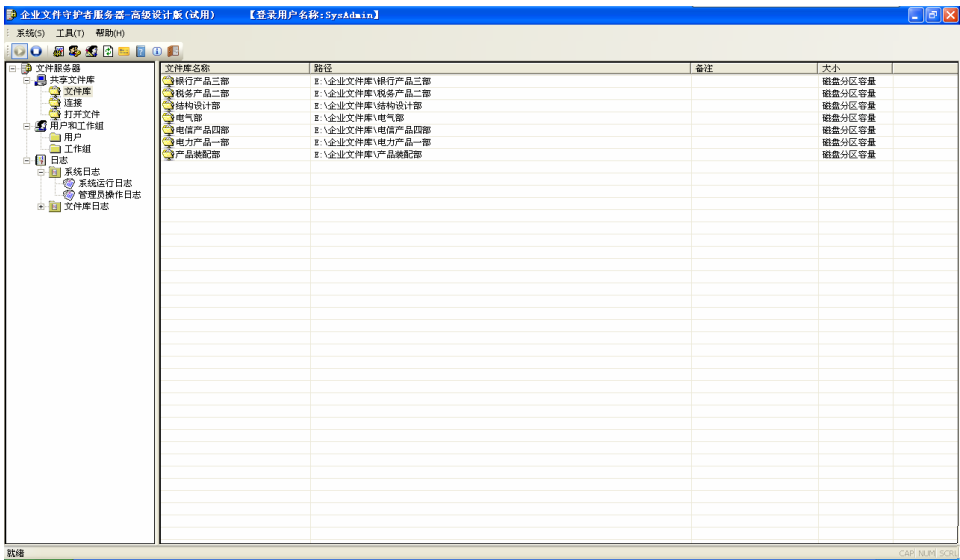 企业文件守护者服务器-高级设计版(试用) 【登录用户名称:SysAdmin】
系统(S) 工具(T) 帮助(H)
文件服务器
共享文件库
文件库
连接
打开文件
用户和工作组
用户
工作组
日志
系统日志
系统运行日志
管理员操作日志
文件库日志
文件库名称 路径 备注 大小
银行产品三部 E:\企业文件库\银行产品三部 磁盘分区容量
税务产品二部 E:\企业文件库\税务产品二部 磁盘分区容量
结构设计部 E:\企业文件库\结构设计部 磁盘分区容量
电气部 E:\企业文件库\电气部 磁盘分区容量
电信产品四部 E:\企业文件库\电信产品四部 磁盘分区容量
电力产品一部 E:\企业文件库\电力产品一部 磁盘分区容量
产品装配部 E:\企业文件库\产品装配部 磁盘分区容量
就绪 CAP NUM SCRL